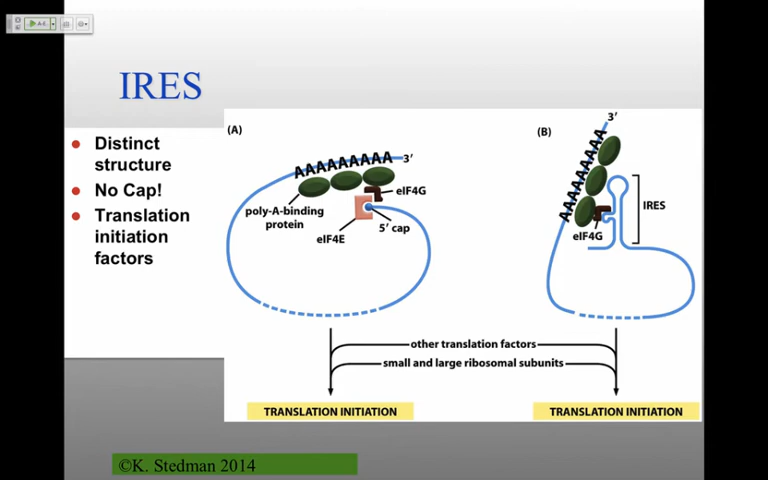 IRES
Distinct
structure
No Cap!
Translation
initiation
factors
(A)
AAAAAAAAA
3'
eIF4G
poly-A-binding
protein
eIF4E
5' cap
(B)
3'
AAAAAAAAA
IRES
eIF4G
other translation factors
small and large ribosomal subunits
TRANSLATION INITIATION
TRANSLATION INITIATION
©K. Stedman 2014